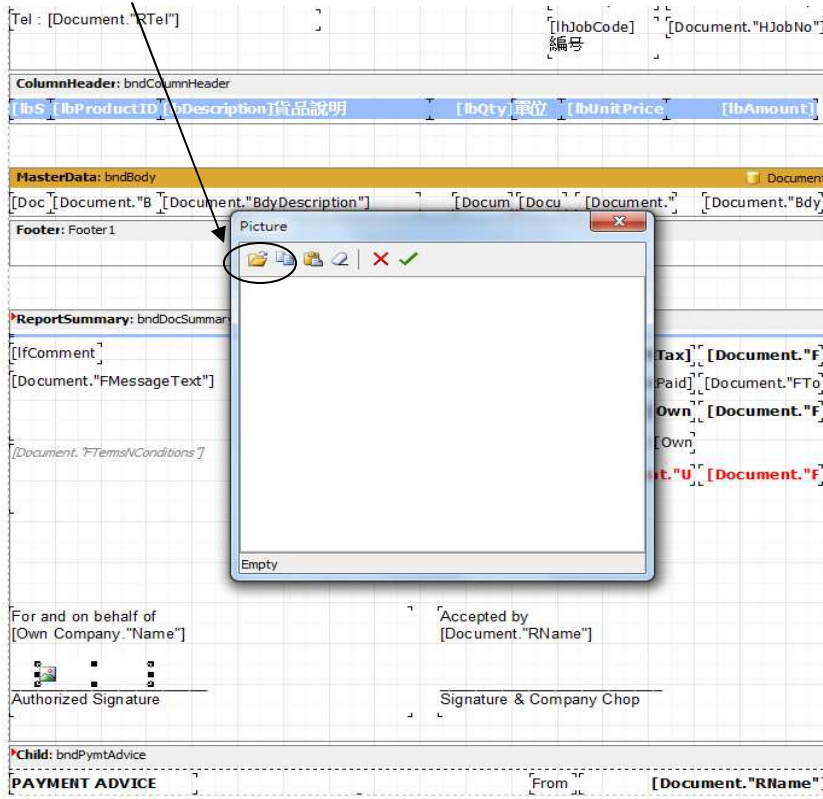 Tel : [Document."RTel"]
[lhJobCode] [Document."HJobNo"]
編号
ColumnHeader: bndColumnHeader
[lbS [lbProductID] [lbDescription]貨品說明 [lbQty] 單位 [lbUnitPrice [lbAmount]]
MasterData: bndBody Document
[Doc [Document."B [Document."BdyDescription"] [Docum [Docu [Document." [Document."Bdy
Footer: Footer1
Picture
ReportSummary: bndDocSummary
[lfComment] Tax] [Document."F
[Document."FMessageText"] Paid] [Document."FTo
Own [Document."F
[Document."FTermsNConditions"] [Own
t."U [Document."F
Empty
For and on behalf of Accepted by
[Own Company."Name"] [Document."RName"]
Authorized Signature Signature & Company Chop
Child: bndPymtAdvice
PAYMENT ADVICE From [Document."RName"